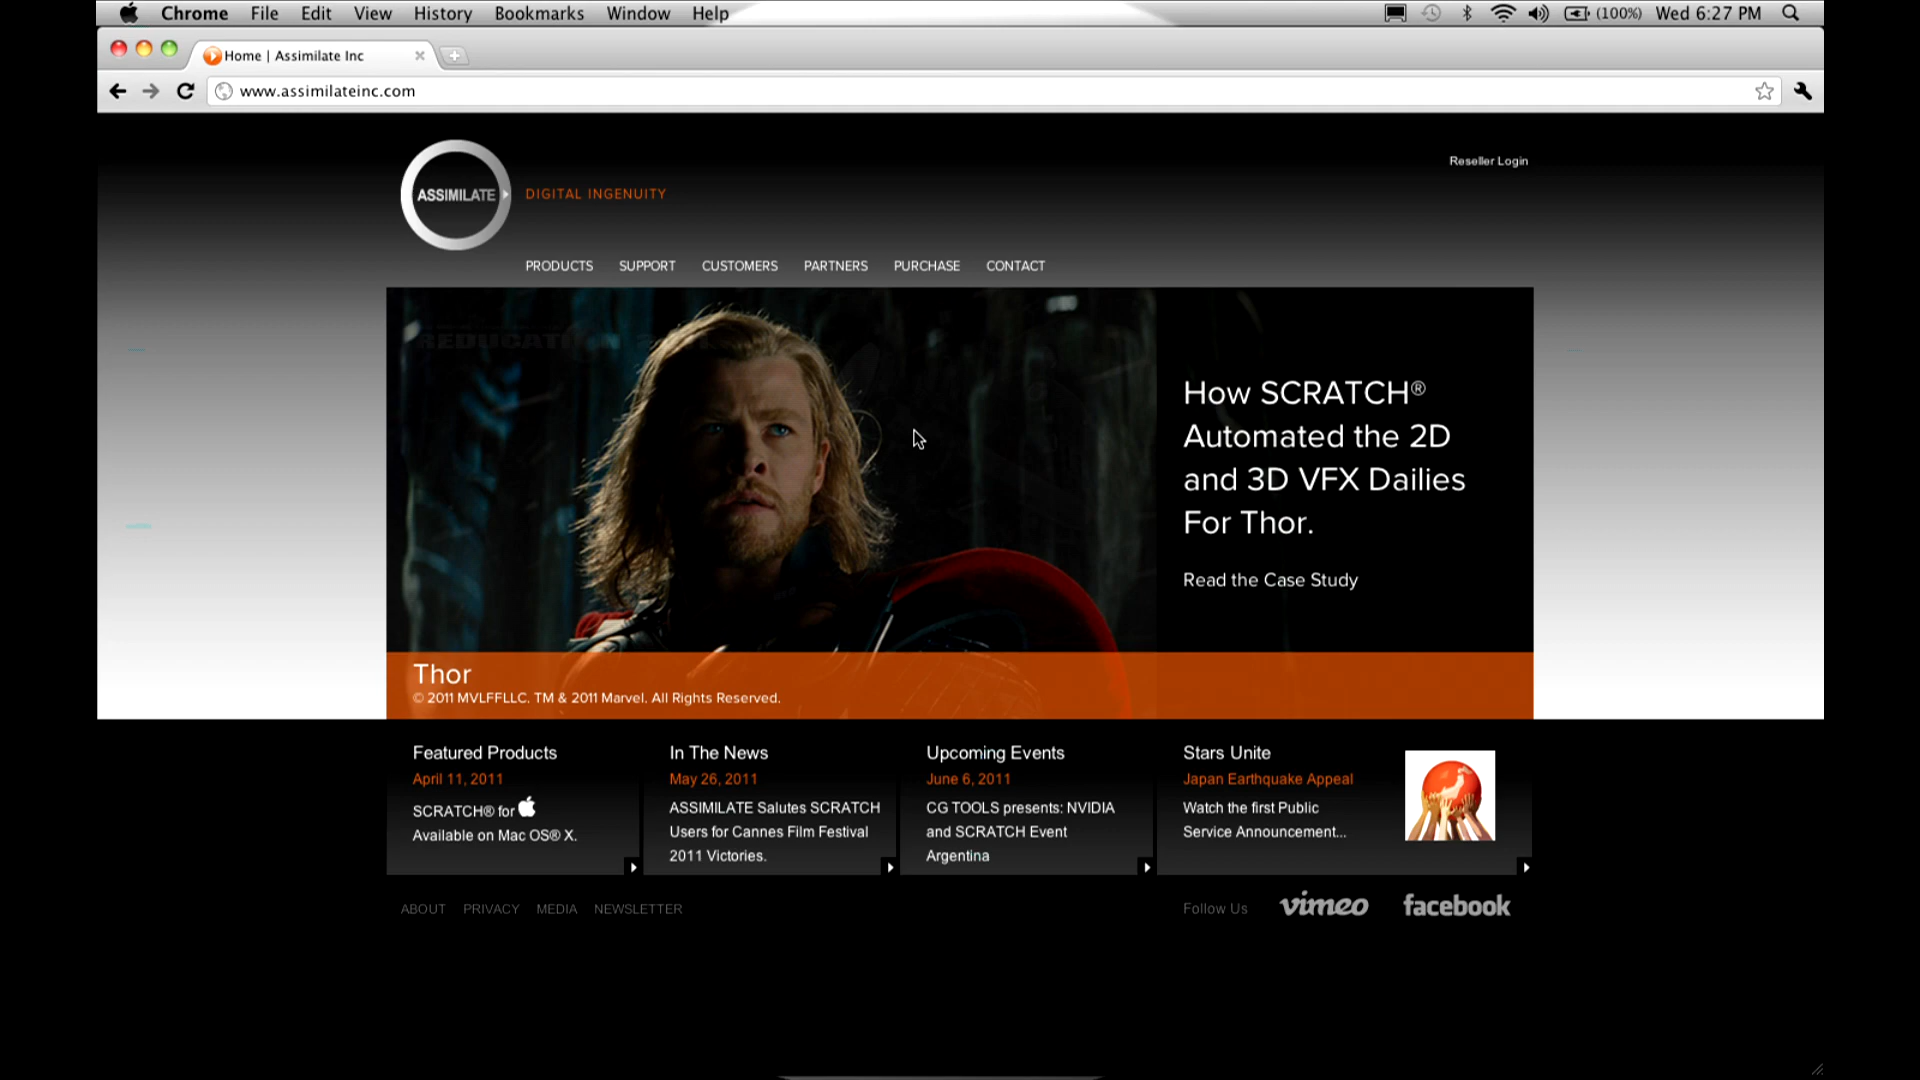 Chrome File Edit View History Bookmarks Window Help (100%) Wed 6:27 PM
Home | Assimilate Inc
www.assimilateinc.com
Reseller Login
ASSIMILATE DIGITAL INGENUITY
PRODUCTS SUPPORT CUSTOMERS PARTNERS PURCHASE CONTACT
How SCRATCH®
Automated the 2D
and 3D VFX Dailies
For Thor.
Read the Case Study
Thor
© 2011 MVLFFLLC. TM & 2011 Marvel. All Rights Reserved.
Featured Products
April 11, 2011
SCRATCH® for
Available on Mac OS® X.
In The News
May 26, 2011
ASSIMILATE Salutes SCRATCH
Users for Cannes Film Festival
2011 Victories.
Upcoming Events
June 6, 2011
CG TOOLS presents: NVIDIA
and SCRATCH Event
Argentina
Stars Unite
Japan Earthquake Appeal
Watch the first Public
Service Announcement...
ABOUT PRIVACY MEDIA NEWSLETTER
Follow Us vimeo facebook